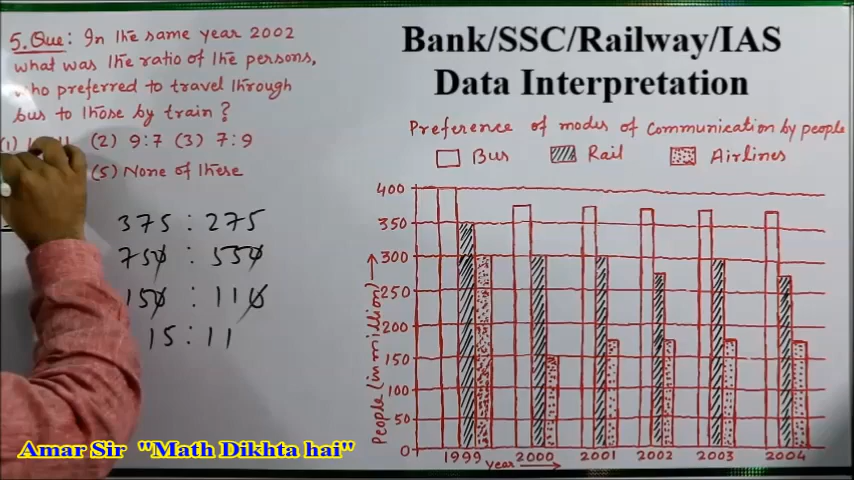 5. Que: In the same year 2002
what was the ratio of the persons,
who preferred to travel through
bus to those by train?
(1) 11 (2) 9:7 (3) 7:9
(5) None of these
375 : 275
750 : 550
150 : 110
15 : 11
Bank/SSC/Railway/IAS
Data Interpretation
Preference of modes of Communication by people
Bus Rail Airlines
400
350
300
250
200
150
100
50
0
People (in million)
1999 2000 2001 2002 2003 2004
year
Amar Sir "Math Dikhta hai"